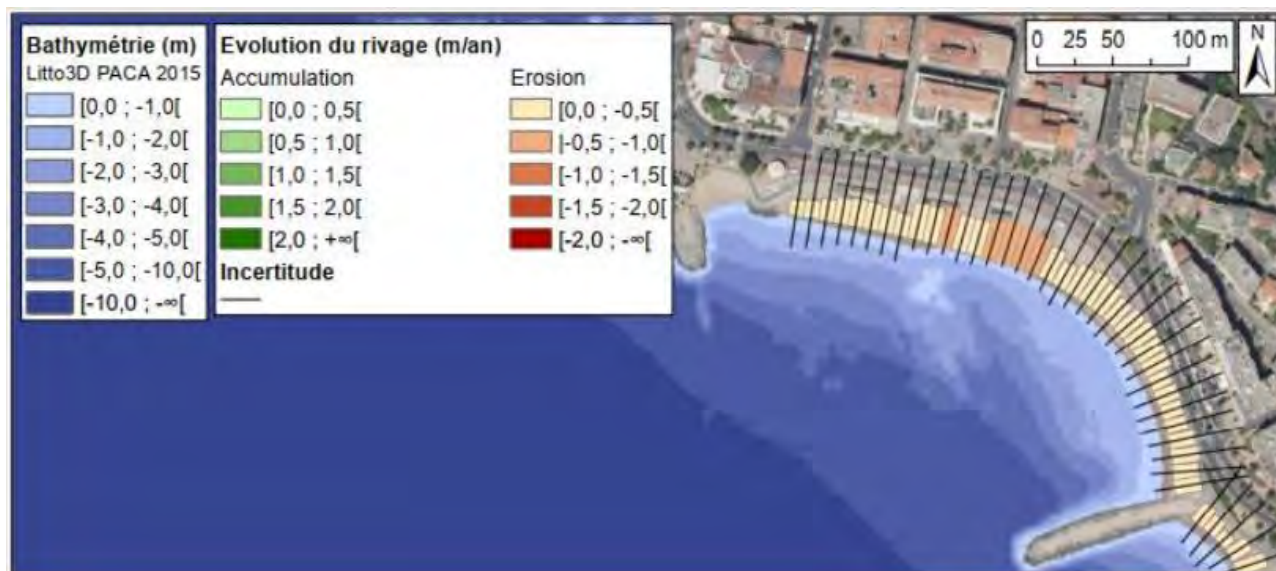 Bathymétrie (m)
Litto3D PACA 2015
[0,0 ; -1,0[
[-1,0 ; -2,0[
[-2,0 ; -3,0[
[-3,0 ; -4,0[
[-4,0 ; -5,0[
[-5,0 ; -10,0[
[-10,0 ; -∞[
Evolution du rivage (m/an)
Accumulation
[0,0 ; 0,5[
[0,5 ; 1,0[
[1,0 ; 1,5[
[1,5 ; 2,0[
[2,0 ; +∞[
Erosion
[0,0 ; -0,5[
[-0,5 ; -1,0[
[-1,0 ; -1,5[
[-1,5 ; -2,0[
[-2,0 ; -∞[
Incertitude
0 25 50 100 m
N